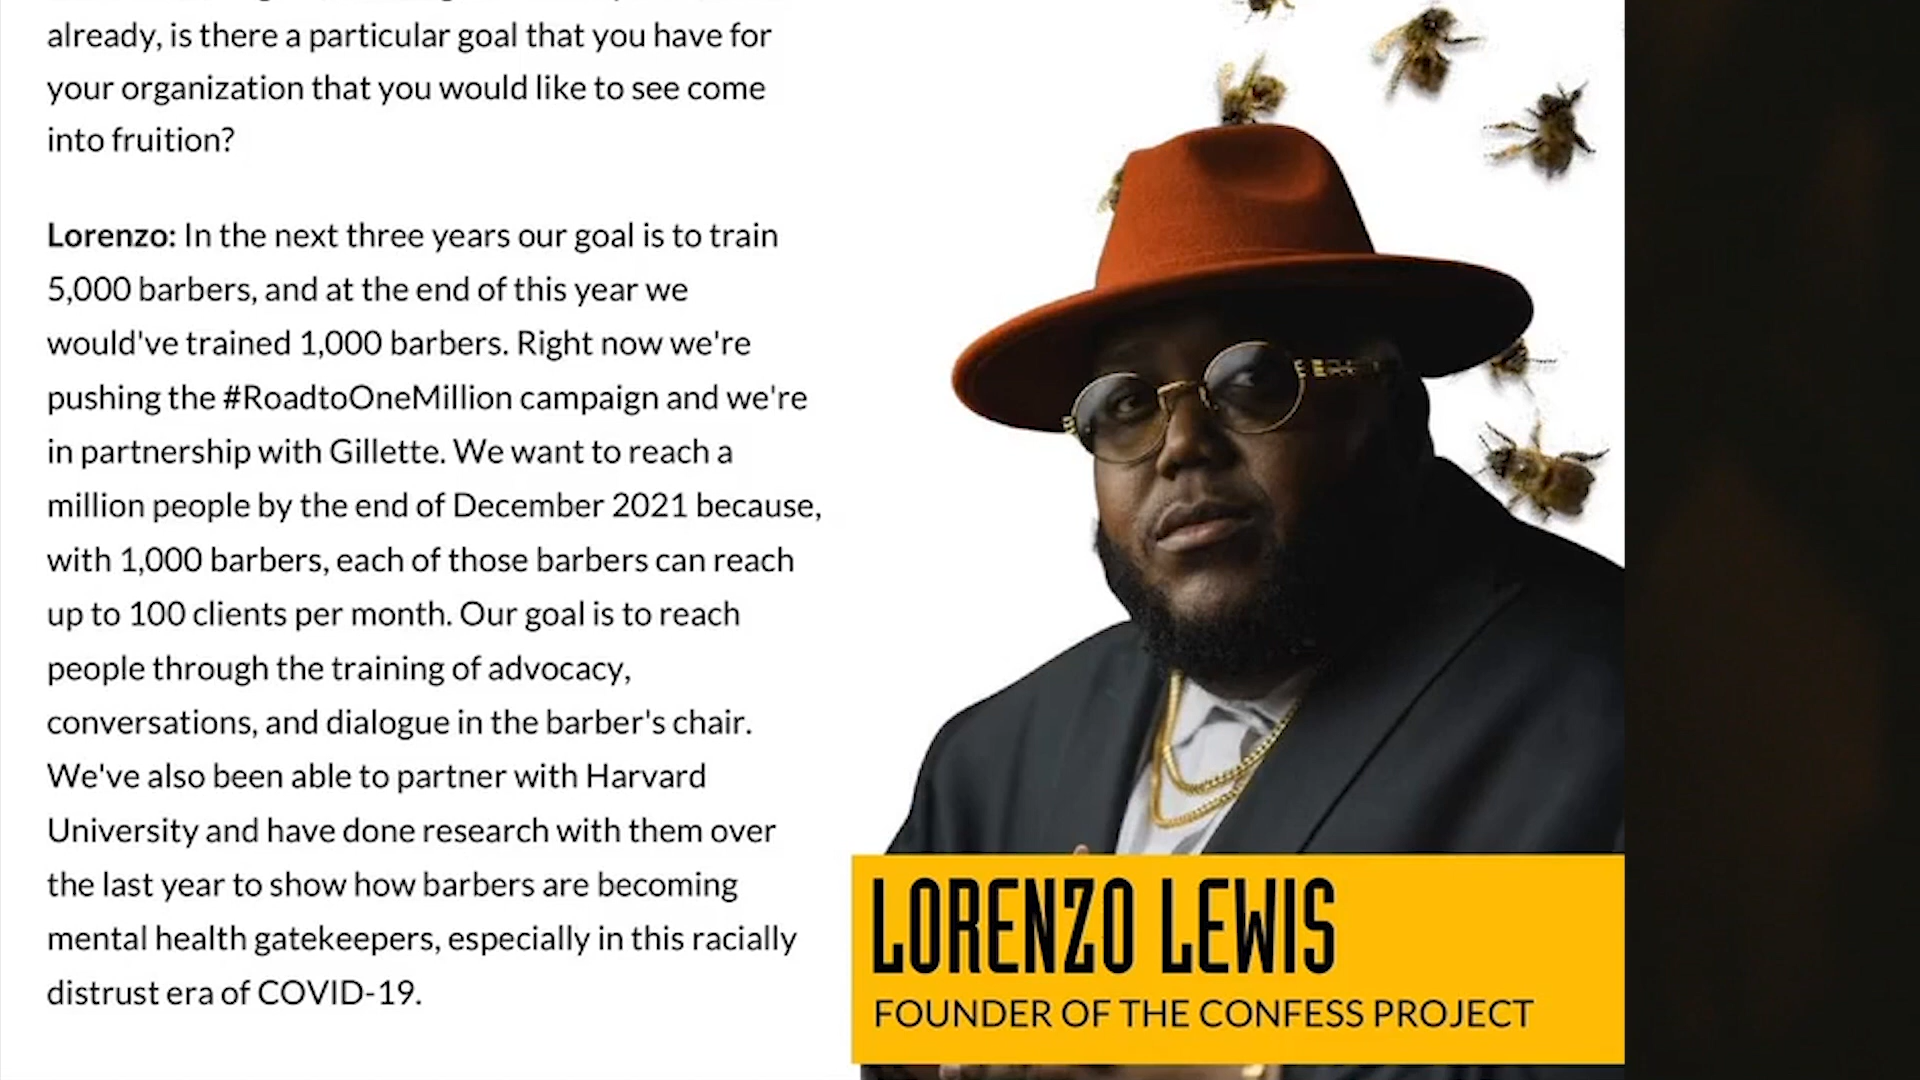 already, is there a particular goal that you have for
your organization that you would like to see come
into fruition?
Lorenzo: In the next three years our goal is to train
5,000 barbers, and at the end of this year we
would've trained 1,000 barbers. Right now we're
pushing the #RoadtoOneMillion campaign and we're
in partnership with Gillette. We want to reach a
million people by the end of December 2021 because,
with 1,000 barbers, each of those barbers can reach
up to 100 clients per month. Our goal is to reach
people through the training of advocacy,
conversations, and dialogue in the barber's chair.
We've also been able to partner with Harvard
University and have done research with them over
the last year to show how barbers are becoming
mental health gatekeepers, especially in this racially
distrust era of COVID-19.
LORENZO LEWIS
FOUNDER OF THE CONFESS PROJECT